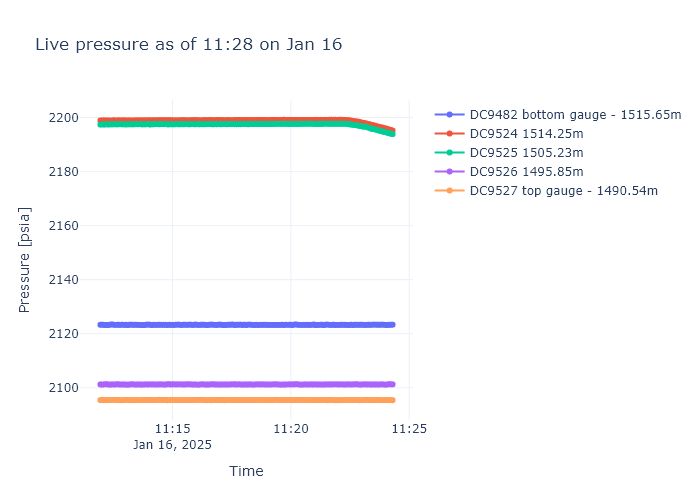 Live pressure as of 11:28 on Jan 16
DC9482 bottom gauge - 1515.65m
DC9524 1514.25m
DC9525 1505.23m
DC9526 1495.85m
DC9527 top gauge - 1490.54m
Pressure [psia]
2200
2180
2160
2140
2120
2100
11:15
Jan 16, 2025
11:20
11:25
Time